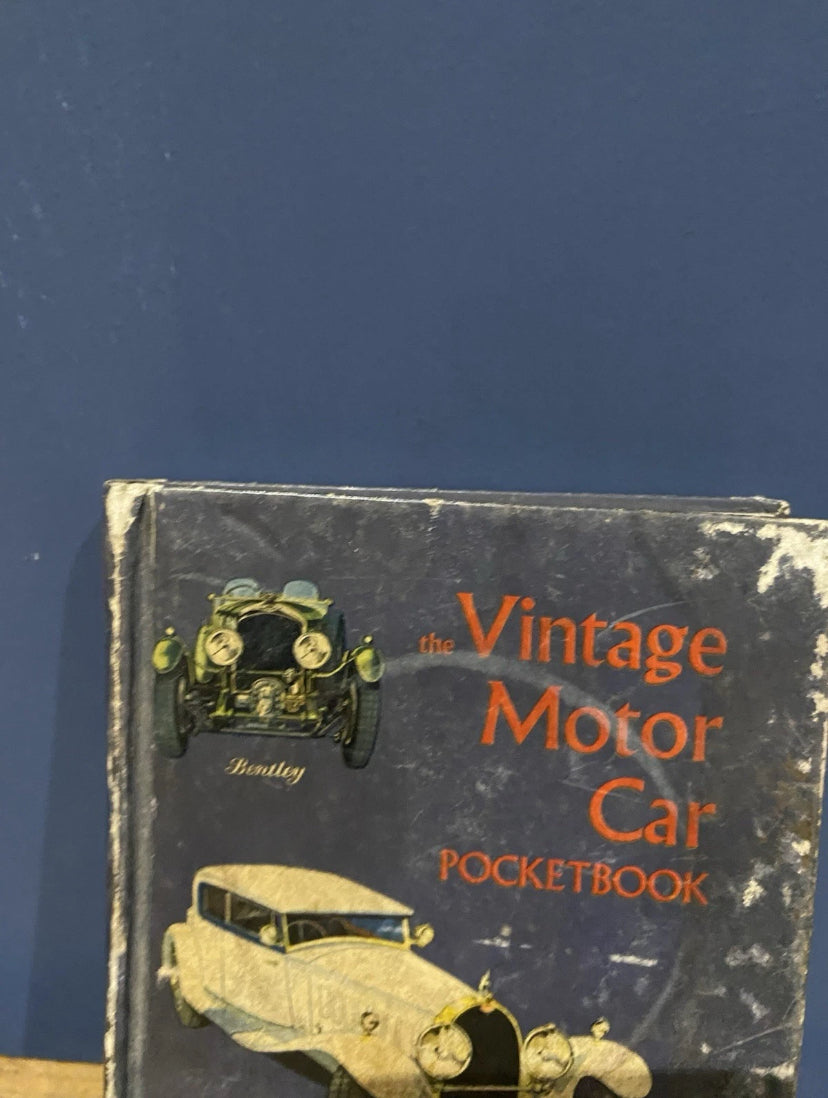 the Vintage
Motor
Car
POCKETBOOK
Bentley